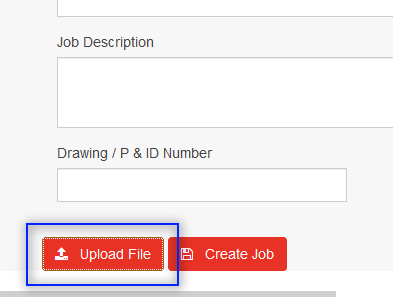 Job Description
Drawing / P & ID Number
Upload File
Create Job